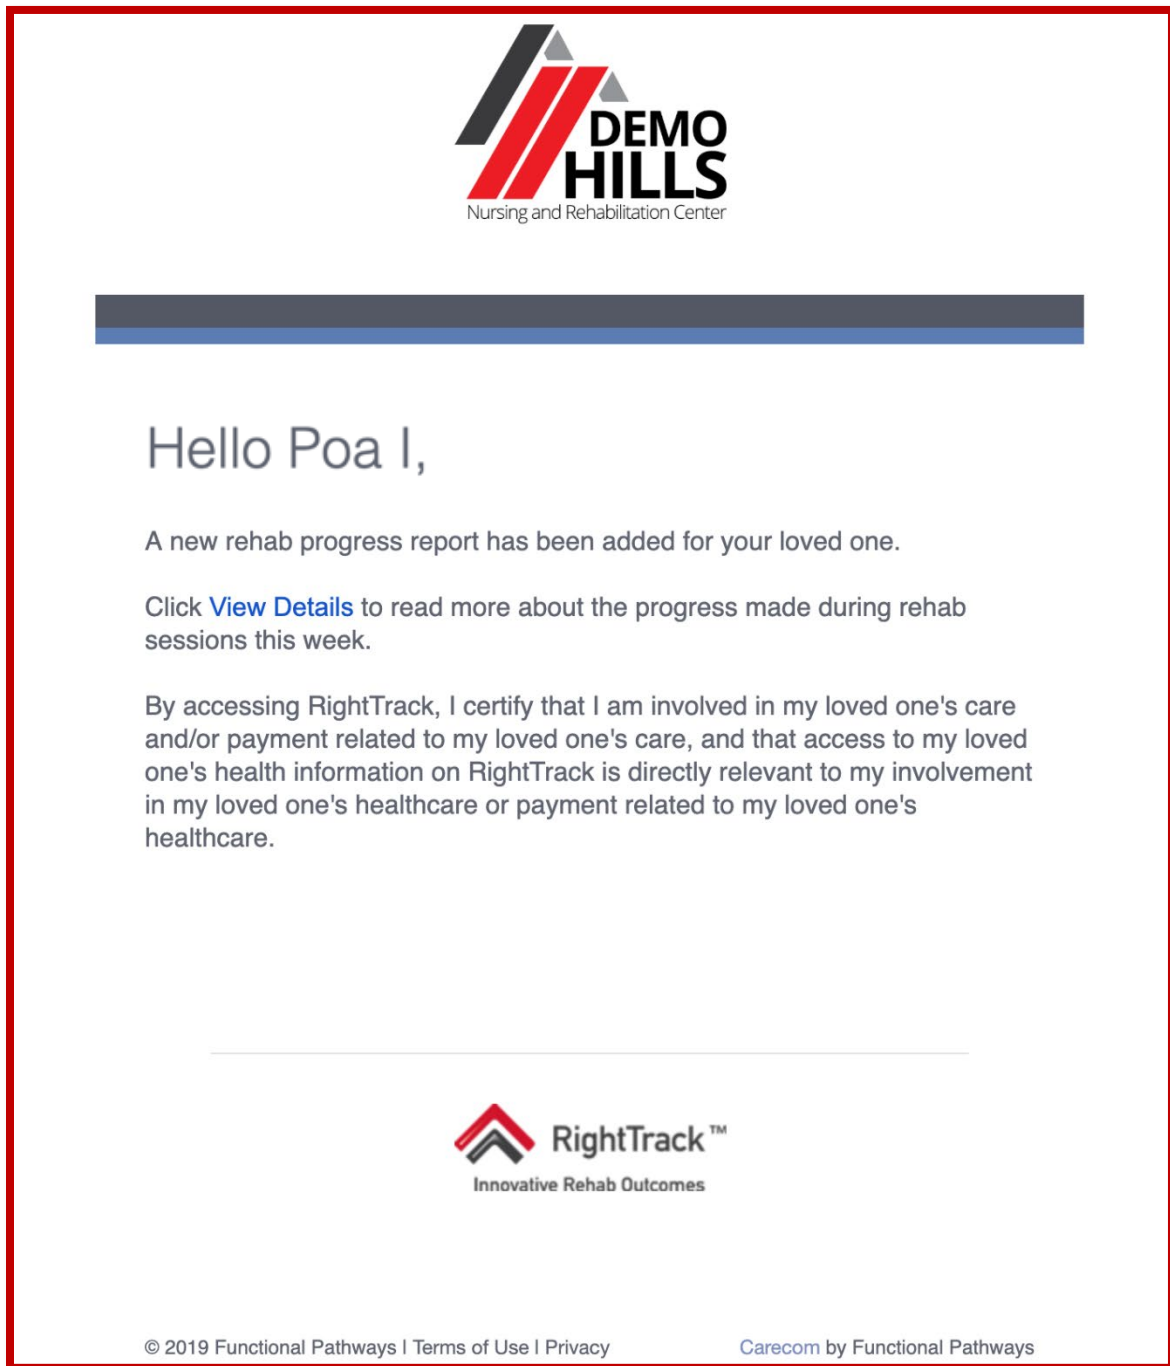 DEMO
HILLS
Nursing and Rehabilitation Center
Hello Poa I,
A new rehab progress report has been added for your loved one.
Click View Details to read more about the progress made during rehab
sessions this week.
By accessing RightTrack, I certify that I am involved in my loved one's care
and/or payment related to my loved one's care, and that access to my loved
one's health information on RightTrack is directly relevant to my involvement
in my loved one's healthcare or payment related to my loved one's
healthcare.
RightTrack™
Innovative Rehab Outcomes
© 2019 Functional Pathways | Terms of Use | Privacy
Carecom by Functional Pathways